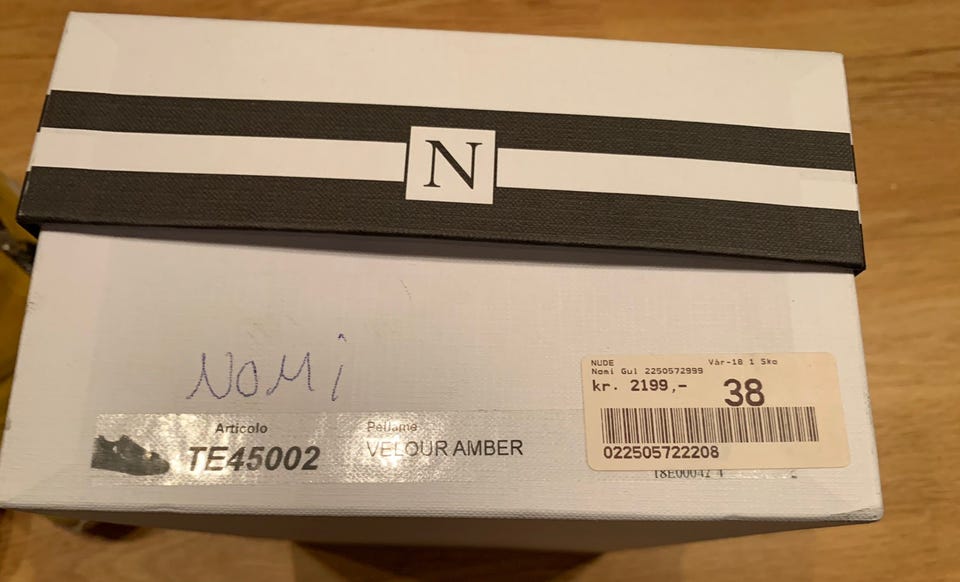 N
NoMi
Articolo
TE45002
Pellame
VELOUR AMBER
NUDE Vår-18 1 Sko
Nomi Gul 2250572999
kr. 2199,-
38
022505722208